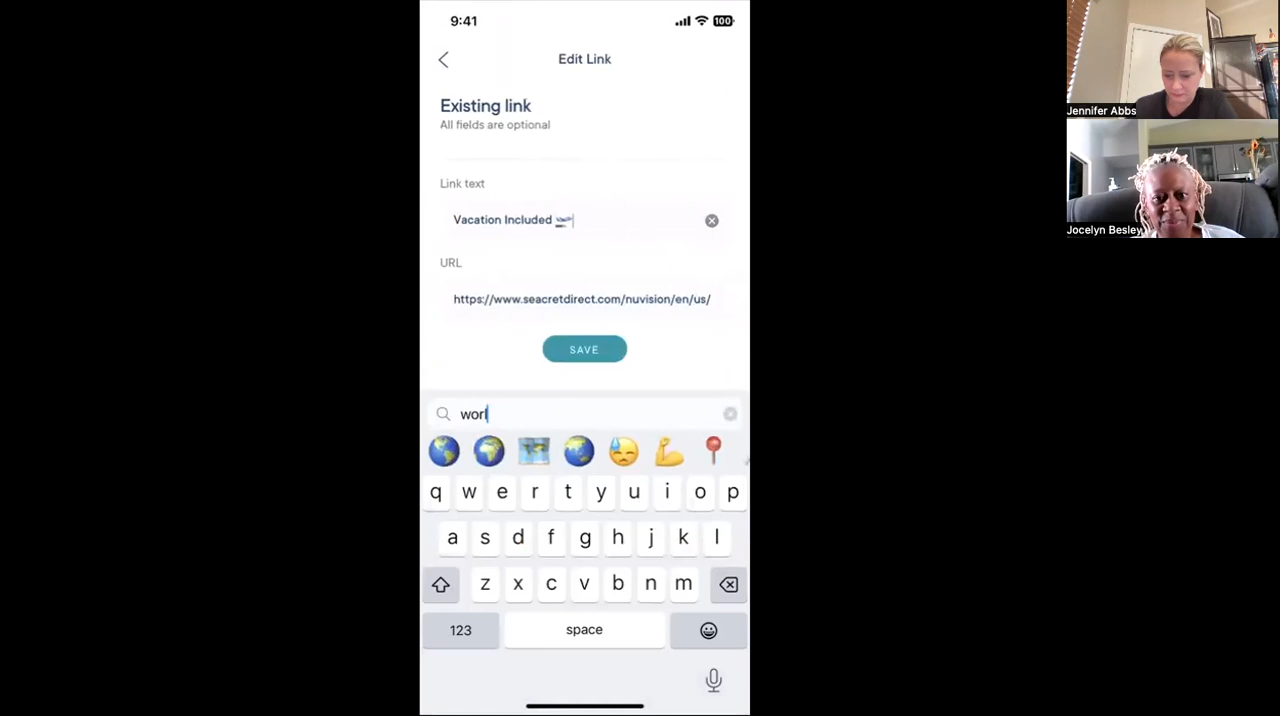 9:41
100
Edit Link
Existing link
All fields are optional
Link text
Vacation Included
URL
https://www.seacretdirect.com/nuvision/en/us/
SAVE
worl
q w e r t y u i o p
a s d f g h j k l
z x c v b n m
123 space
Jennifer Abbs
Jocelyn Besley